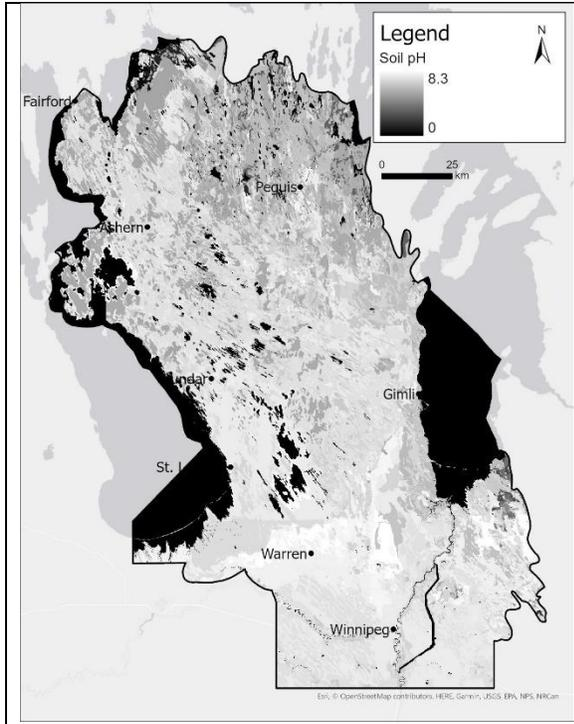 Legend
N
Soil pH
8.3
0
0 25
km
Fairford
Peguis
Ashern
Gimli
St. L
Warren
Winnipeg
Esri, © OpenStreetMap contributors, HERE, Garmin, USGS, EPA, NPS, NRCan